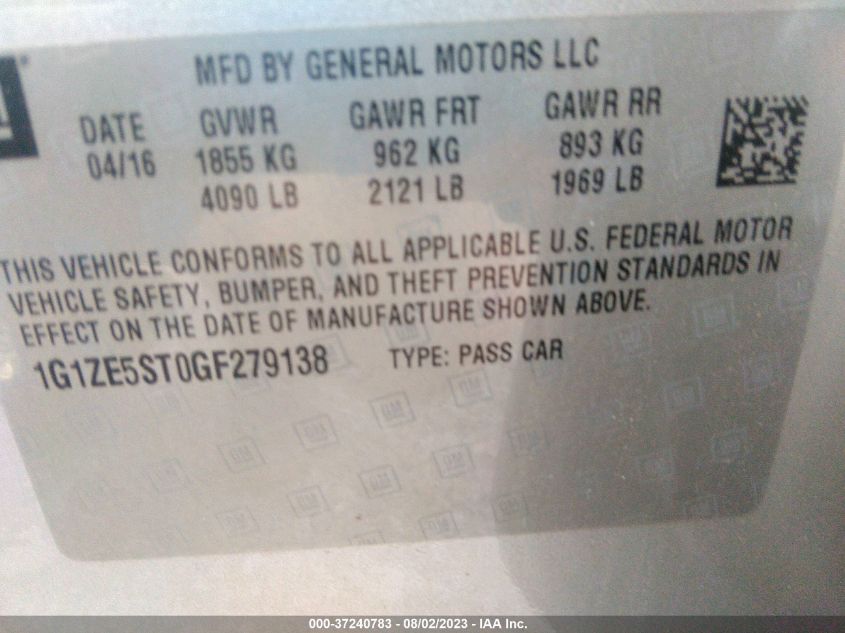 MFD BY GENERAL MOTORS LLC
DATE GVWR GAWR FRT GAWR RR
04/16 1855 KG 962 KG 893 KG
4090 LB 2121 LB 1969 LB
THIS VEHICLE CONFORMS TO ALL APPLICABLE U.S. FEDERAL MOTOR
VEHICLE SAFETY, BUMPER, AND THEFT PREVENTION STANDARDS IN
EFFECT ON THE DATE OF MANUFACTURE SHOWN ABOVE.
1G1ZE5ST0GF279138 TYPE: PASS CAR
000-37240783 - 08/02/2023 - IAA Inc.